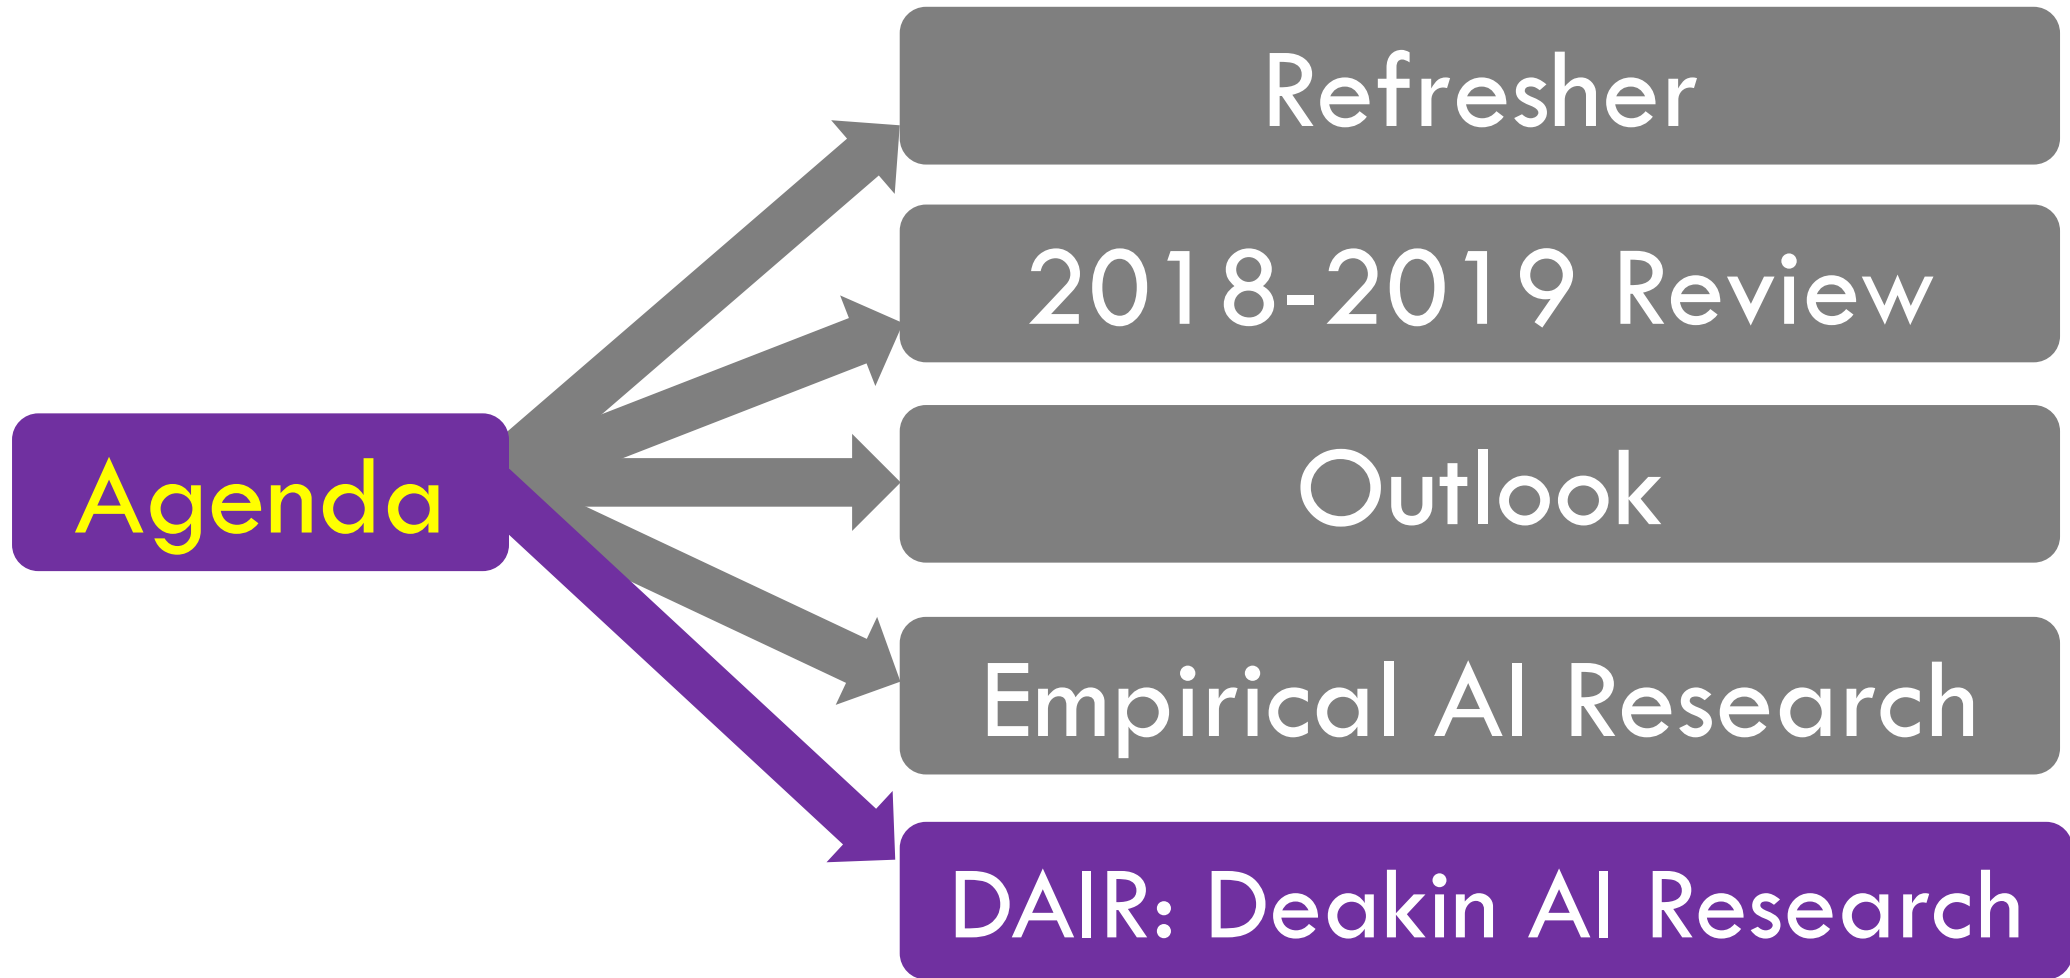 Agenda
Refresher
2018-2019 Review
Outlook
Empirical AI Research
DAIR: Deakin AI Research